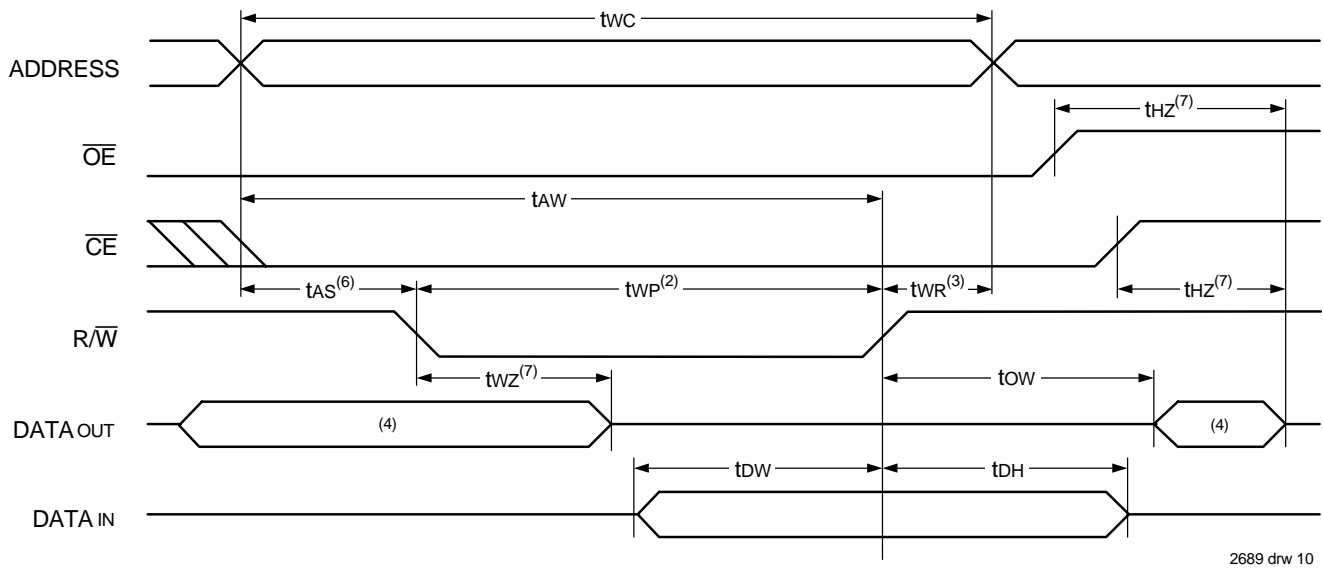 tWC
ADDRESS
tHZ(7)
OE
tAW
CE
tAS(6) tWP(2) tWR(3) tHZ(7)
R/W
tWZ(7) tOW
DATA OUT (4) (4)
tDW tDH
DATA IN
2689 drw 10